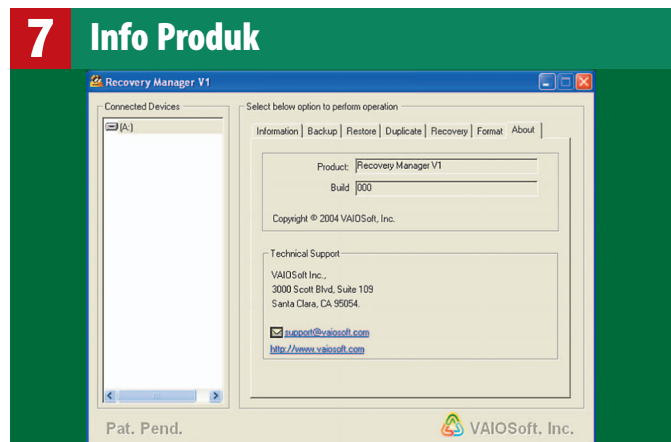 7 Info Produk
Recovery Manager V1
Connected Devices
(A:)
Select below option to perform operation
Information Backup Restore Duplicate Recovery Format About
Product: Recovery Manager V1
Build 000
Copyright © 2004 VAIOSoft, Inc.
Technical Support
VAIOSoft Inc.,
3000 Scott Blvd, Suite 109
Santa Clara, CA 95054.
support@vaiosoft.com
http://www.vaiosoft.com
Pat. Pend.
VAIOSoft, Inc.